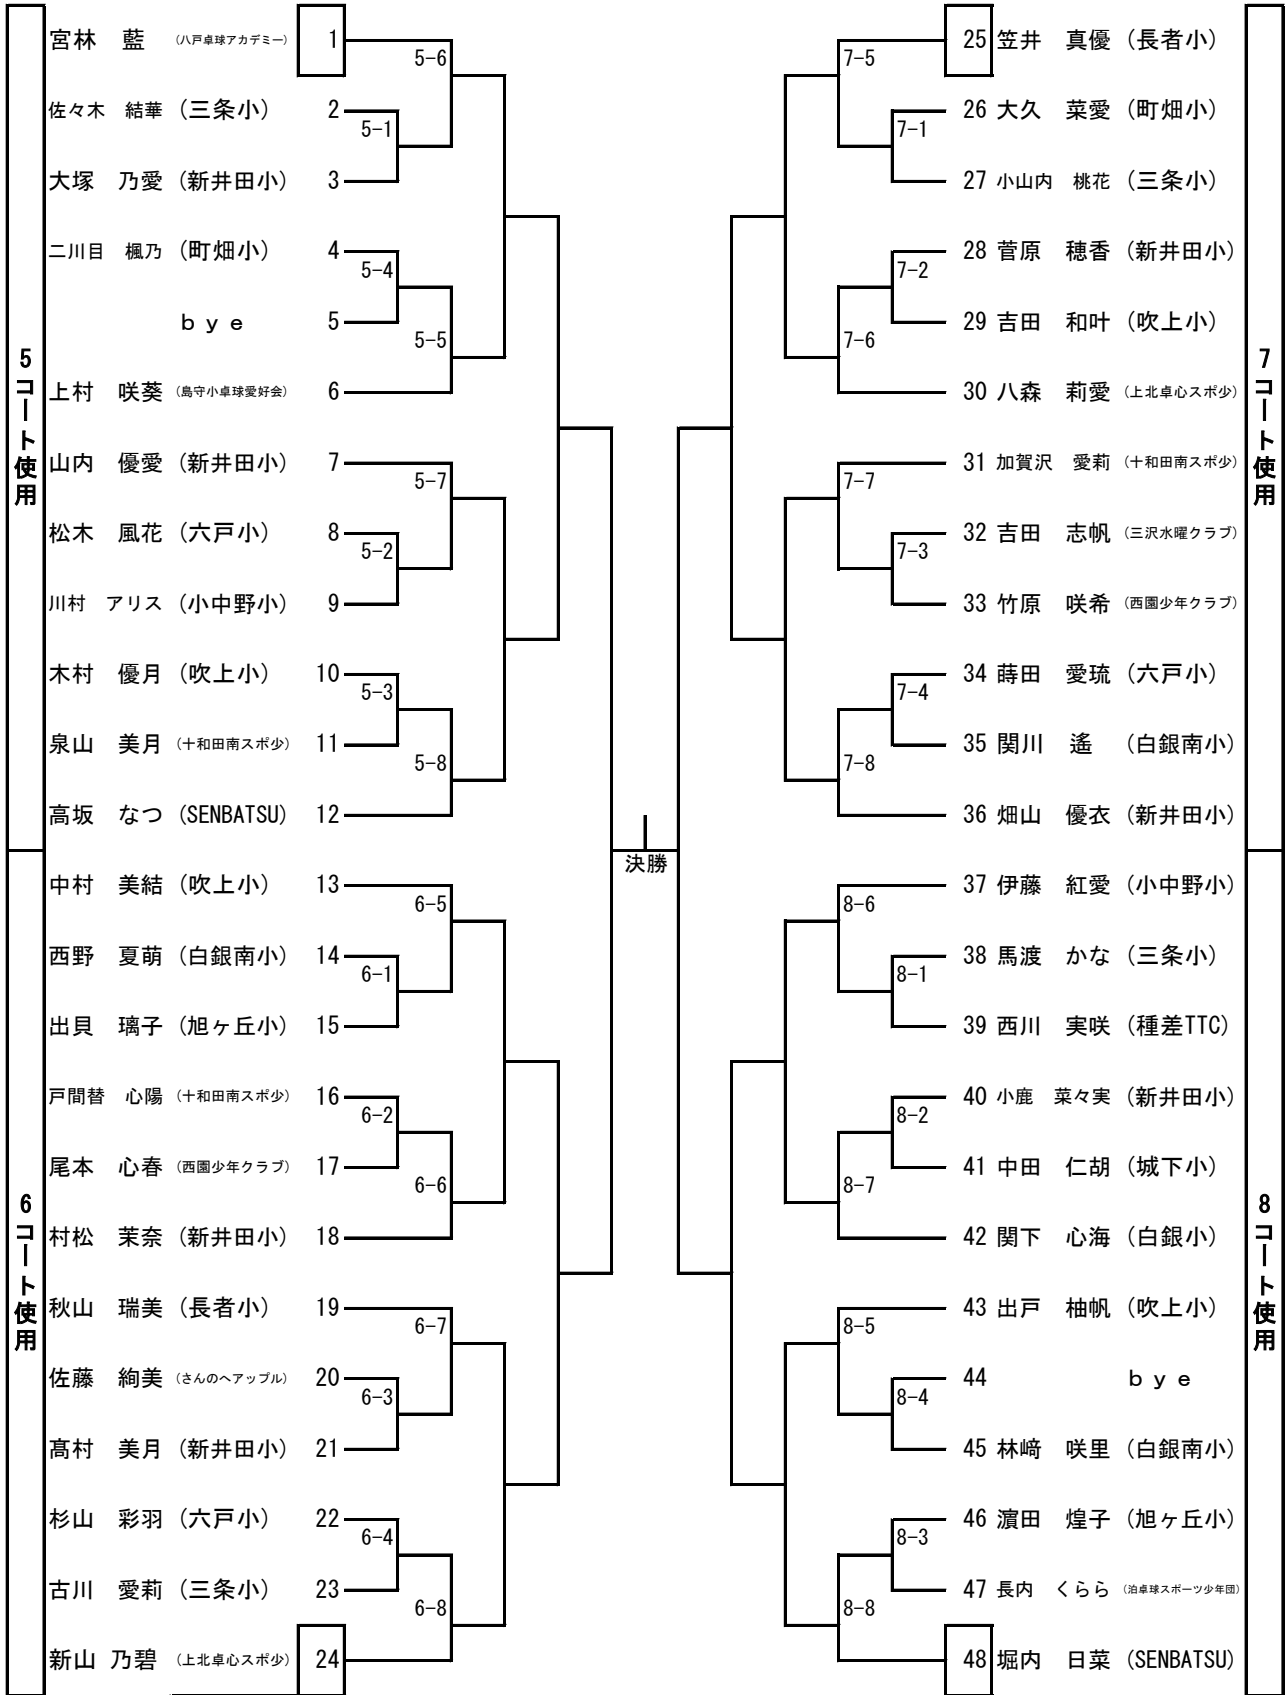 5コート使用
宮林 藍 (八戸卓球アカデミー) 1
5-6
佐々木 結華 (三条小) 2
5-1
大塚 乃愛 (新井田小) 3
二川目 楓乃 (町畑小) 4
5-4
bye 5
5-5
上村 咲葵 (島守小卓球愛好会) 6
山内 優愛 (新井田小) 7
5-7
松木 風花 (六戸小) 8
5-2
川村 アリス (小中野小) 9
木村 優月 (吹上小) 10
5-3
泉山 美月 (十和田南スポ少) 11
5-8
高坂 なつ (SENBATSU) 12
6コート使用
中村 美結 (吹上小) 13
6-5
西野 夏萌 (白銀南小) 14
6-1
出貝 璃子 (旭ヶ丘小) 15
戸間替 心陽 (十和田南スポ少) 16
6-2
尾本 心春 (西園少年クラブ) 17
6-6
村松 茉奈 (新井田小) 18
秋山 瑞美 (長者小) 19
6-7
佐藤 絢美 (さんのへアップル) 20
6-3
髙村 美月 (新井田小) 21
杉山 彩羽 (六戸小) 22
6-4
古川 愛莉 (三条小) 23
6-8
新山 乃碧 (上北卓心スポ少) 24
決勝
7コート使用
25 笠井 真優 (長者小)
7-5
26 大久 菜愛 (町畑小)
7-1
27 小山内 桃花 (三条小)
28 菅原 穂香 (新井田小)
7-2
29 吉田 和叶 (吹上小)
7-6
30 八森 莉愛 (上北卓心スポ少)
31 加賀沢 愛莉 (十和田南スポ少)
7-7
32 吉田 志帆 (三沢水曜クラブ)
7-3
33 竹原 咲希 (西園少年クラブ)
34 蒔田 愛琉 (六戸小)
7-4
35 関川 遙 (白銀南小)
7-8
36 畑山 優衣 (新井田小)
8コート使用
37 伊藤 紅愛 (小中野小)
8-6
38 馬渡 かな (三条小)
8-1
39 西川 実咲 (種差TTC)
40 小鹿 菜々実 (新井田小)
8-2
41 中田 仁胡 (城下小)
8-7
42 関下 心海 (白銀小)
43 出戸 柚帆 (吹上小)
8-5
44 bye
8-4
45 林﨑 咲里 (白銀南小)
46 濵田 煌子 (旭ヶ丘小)
8-3
47 長内 くらら (泊卓球スポーツ少年団)
8-8
48 堀内 日菜 (SENBATSU)